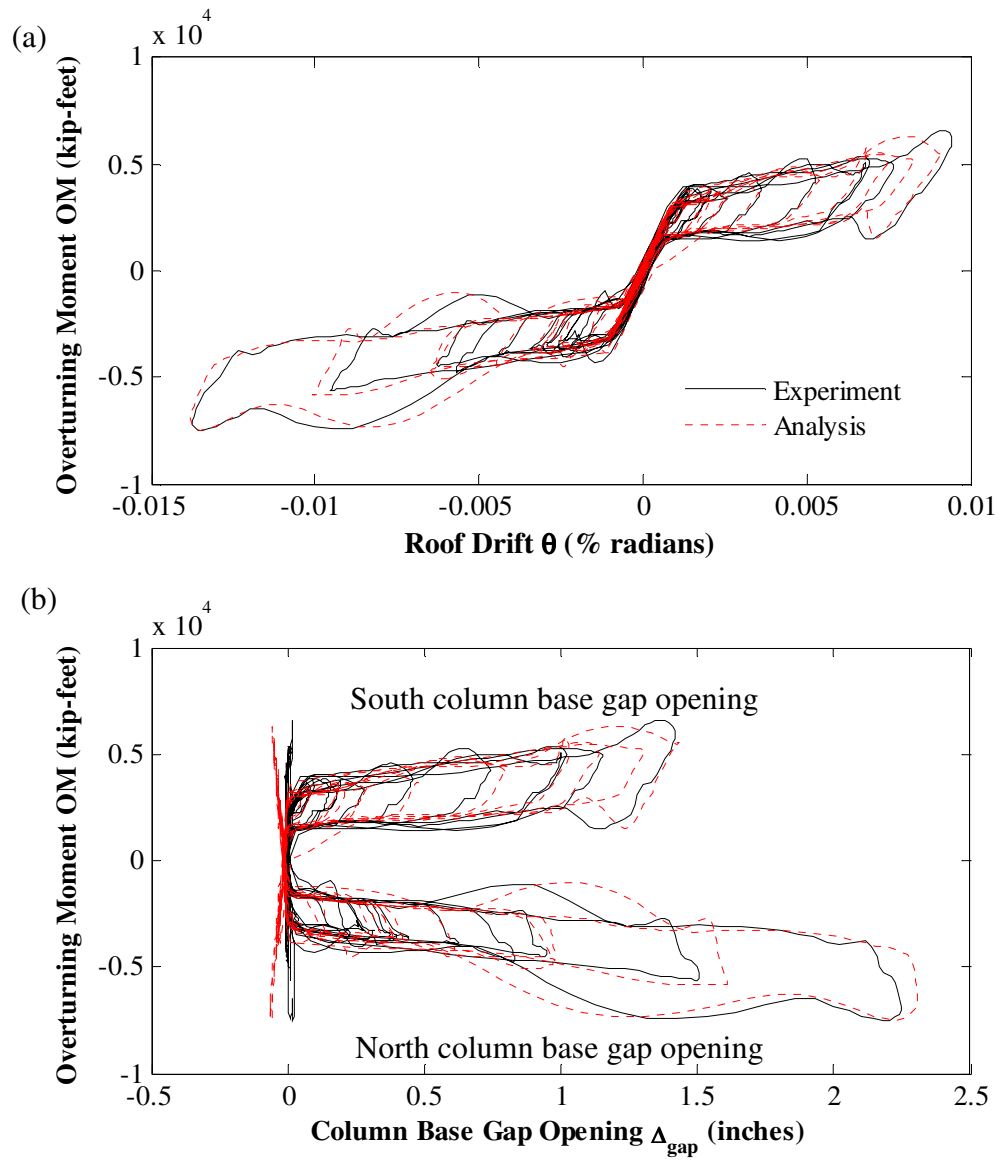 (a)
x 10^4
1
0.5
0
-0.5
-1
-0.015
-0.01
-0.005
0
0.005
0.01
Overturning Moment OM (kip-feet)
Experiment
Analysis
Roof Drift θ (% radians)
(b)
x 10^4
1
0.5
0
-0.5
-1
-0.5
0
0.5
1
1.5
2
2.5
Overturning Moment OM (kip-feet)
South column base gap opening
North column base gap opening
Column Base Gap Opening Δgap (inches)